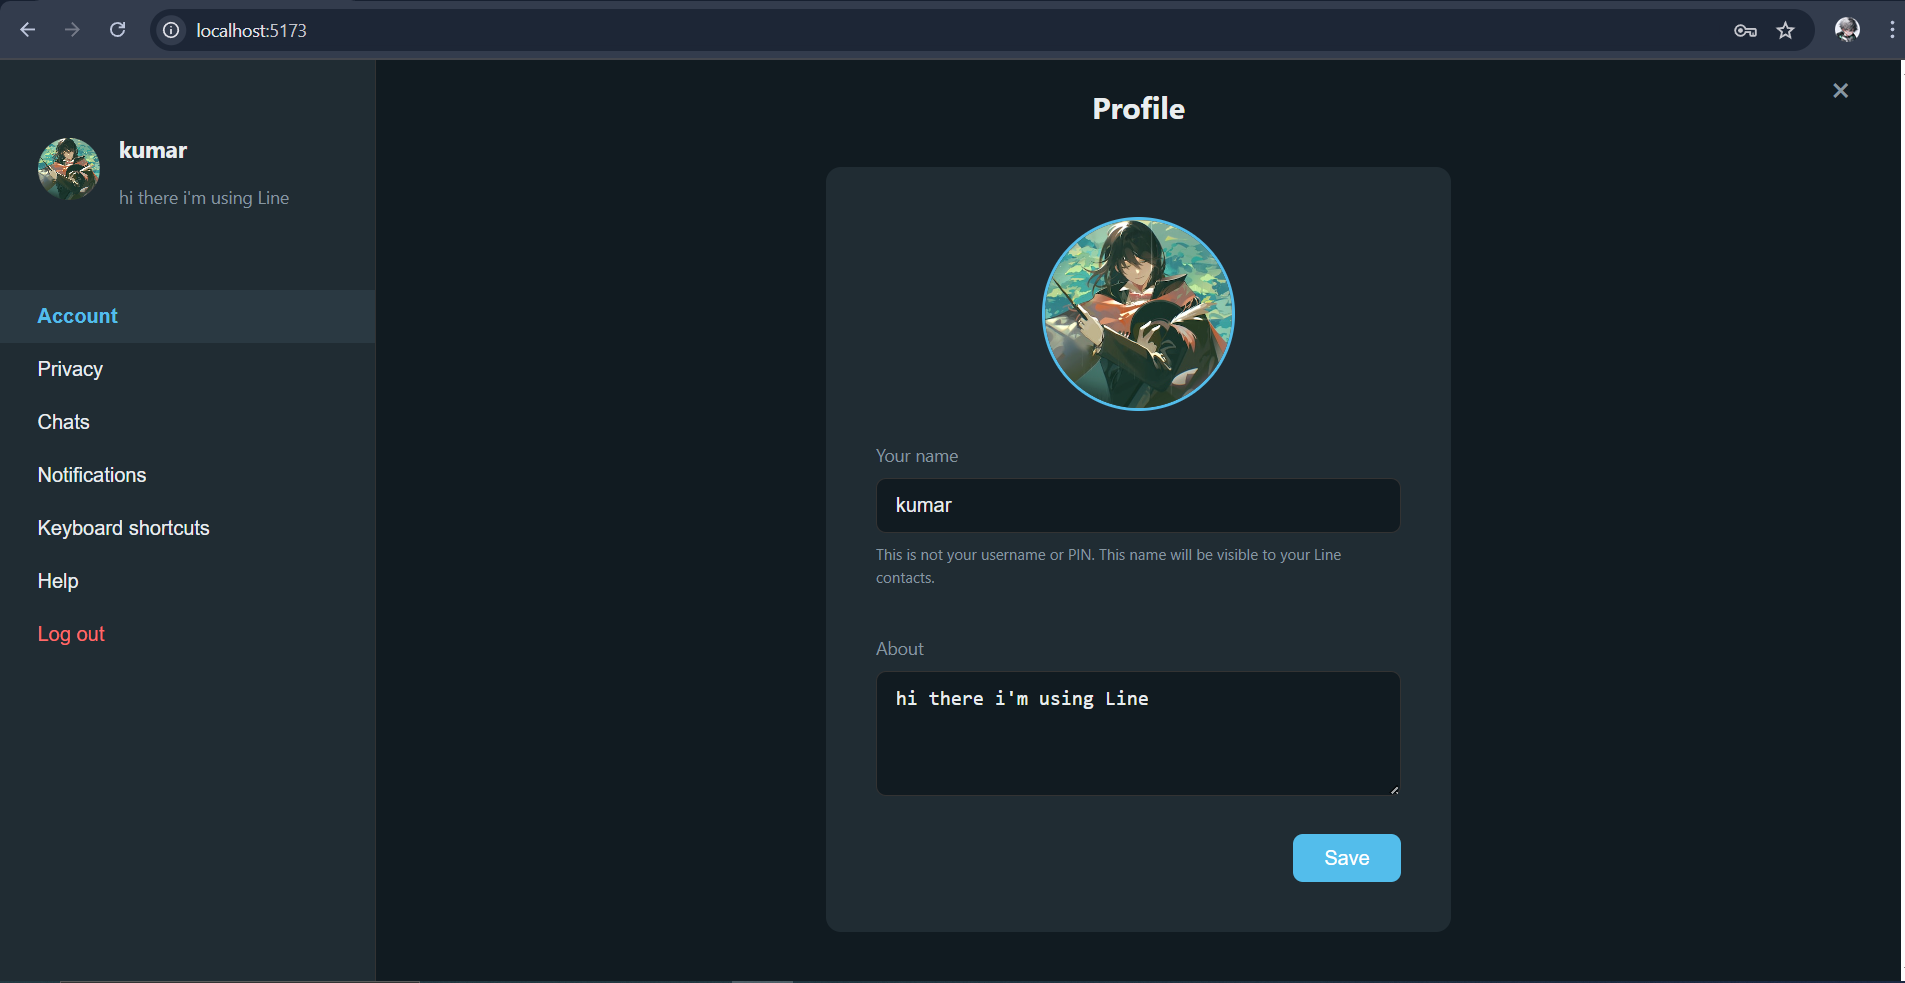 localhost:5173
kumar
hi there i'm using Line
Account
Privacy
Chats
Notifications
Keyboard shortcuts
Help
Log out
Profile
Your name
kumar
This is not your username or PIN. This name will be visible to your Line
contacts.
About
hi there i'm using Line
Save